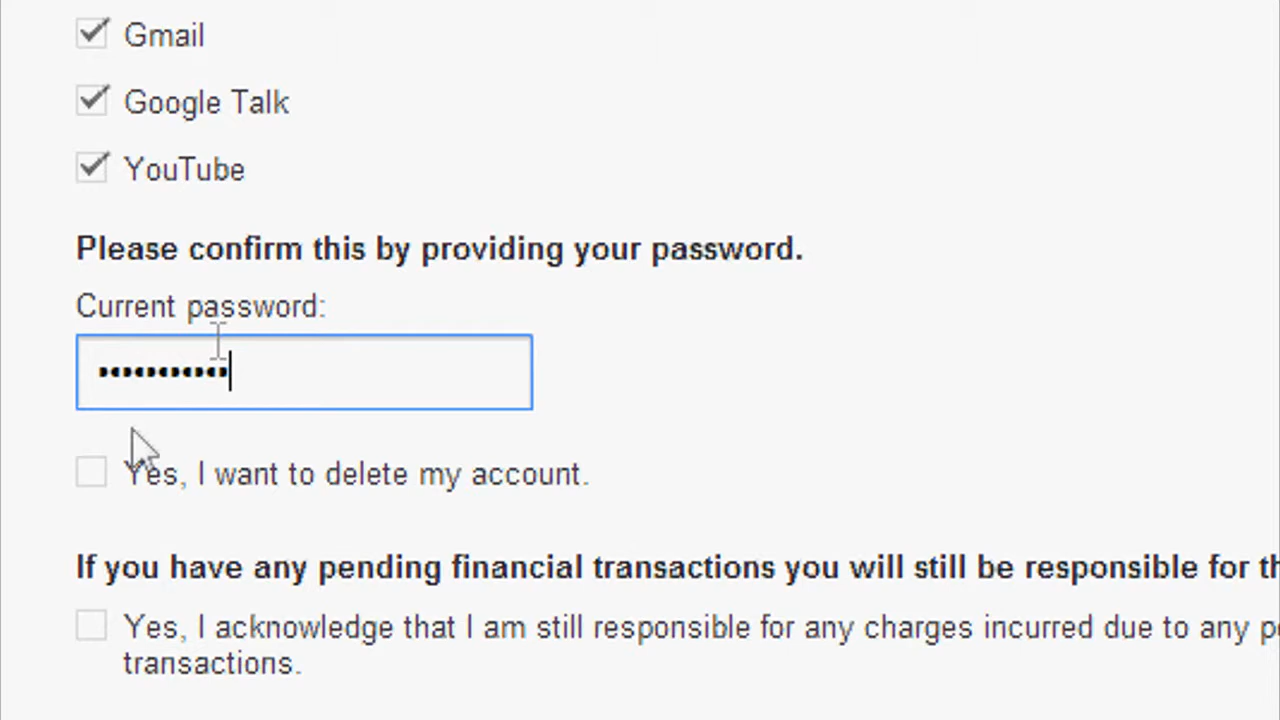 Gmail
Google Talk
YouTube
Please confirm this by providing your password.
Current password:
•••••••••••
Yes, I want to delete my account.
If you have any pending financial transactions you will still be responsible for
Yes, I acknowledge that I am still responsible for any charges incurred due to any
transactions.